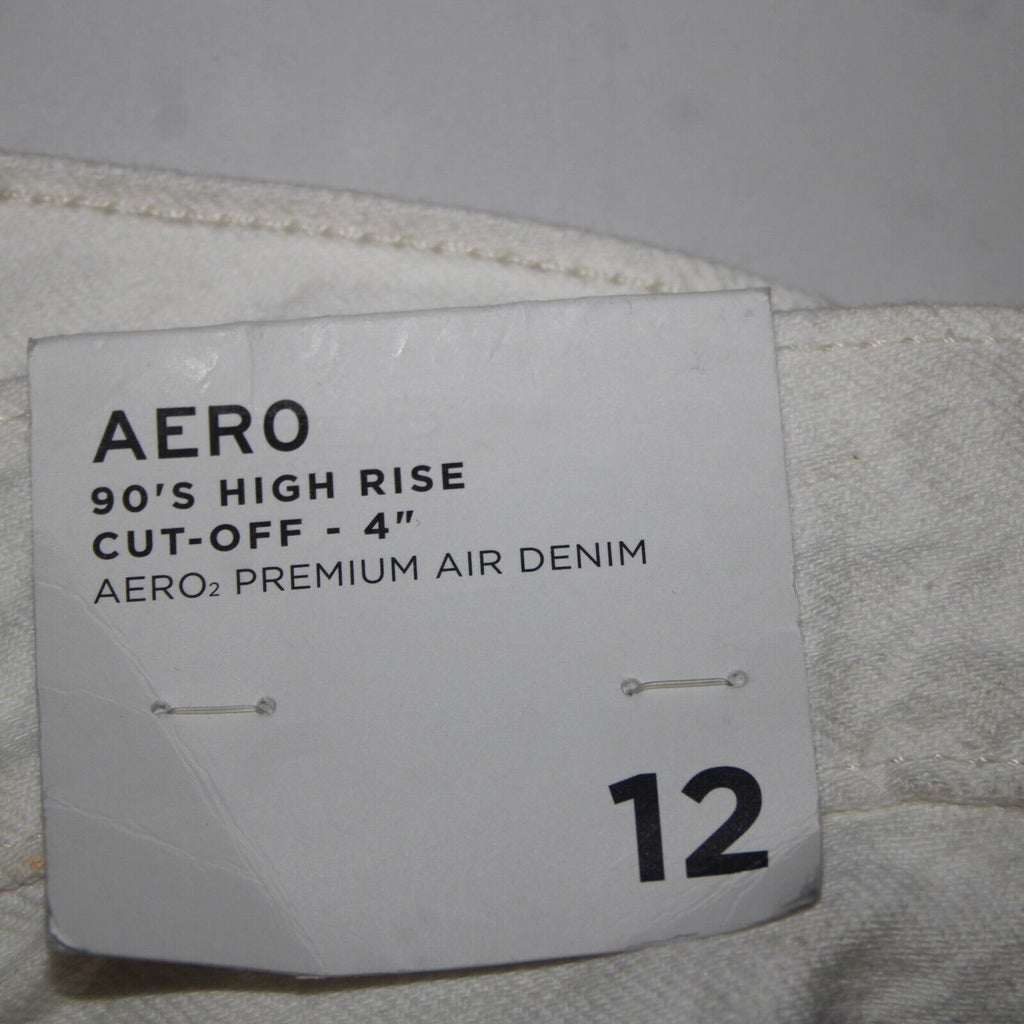 AERO
90'S HIGH RISE
CUT-OFF - 4"
AERO₂ PREMIUM AIR DENIM
12